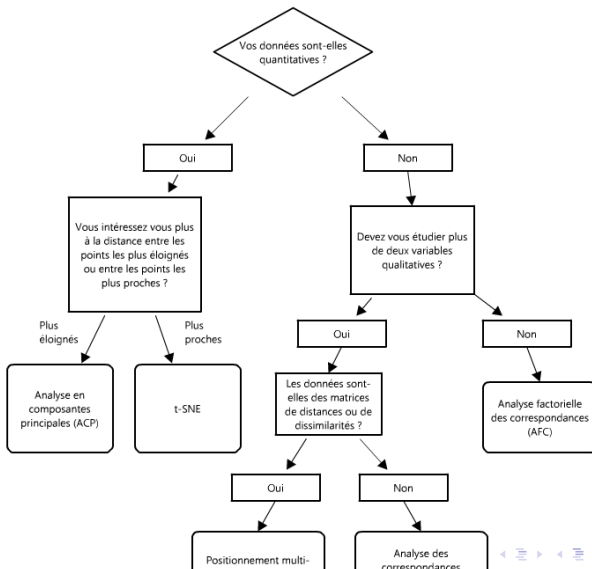 Vos données sont-elles
quantitatives ?
Oui
Non
Vous intéressez vous plus
à la distance entre les
points les plus éloignés
ou entre les points les
plus proches ?
Devez vous étudier plus
de deux variables
qualitatives ?
Plus
éloignés
Plus
proches
Oui
Non
Analyse en
composantes
principales (ACP)
t-SNE
Les données sont-
elles des matrices
de distances ou de
dissimilarités ?
Analyse factorielle
des correspondances
(AFC)
Oui
Non
Positionnement multi-
Analyse des
correspondances